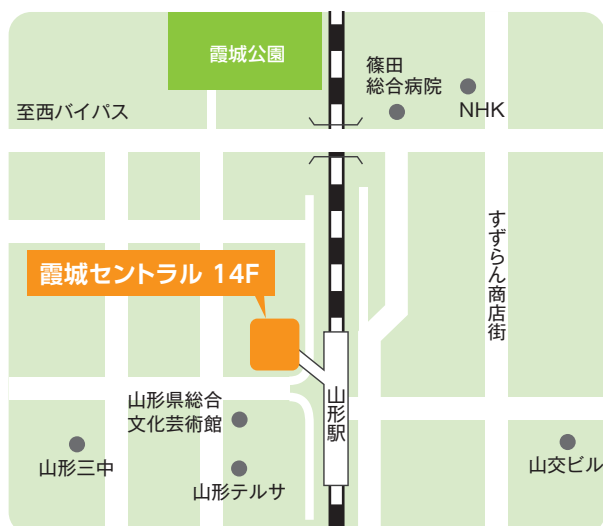 霞城公園
篠田
総合病院
NHK
至西バイパス
すずらん商店街
霞城セントラル 14F
山形駅
山形県総合
文化芸術館
山形三中
山形テルサ
山交ビル